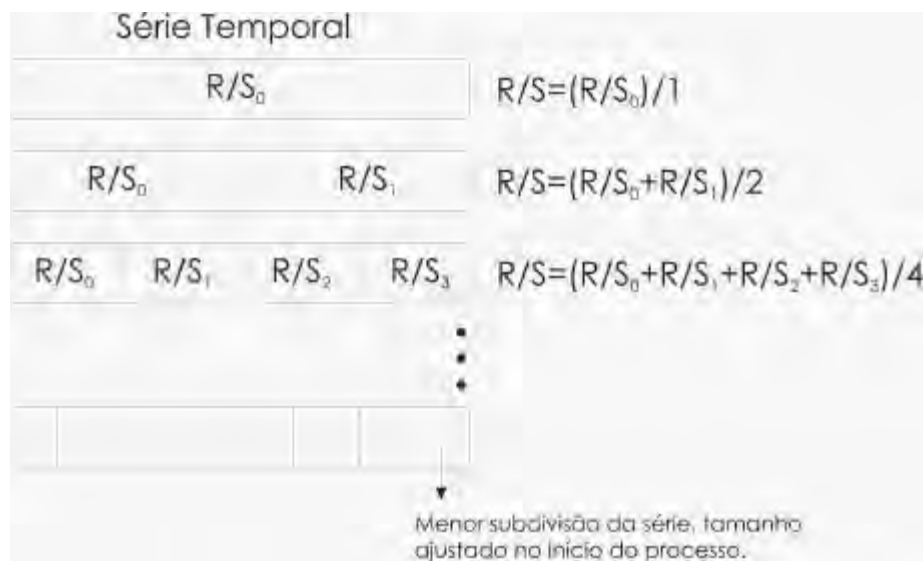 Série Temporal
R/S₀ R/S=(R/S₀)/1
R/S₀ R/S₁ R/S=(R/S₀+R/S₁)/2
R/S₀ R/S₁ R/S₂ R/S₃ R/S=(R/S₀+R/S₁+R/S₂+R/S₃)/4
Menor subdivisão da série, tamanho
ajustado no início do processo.